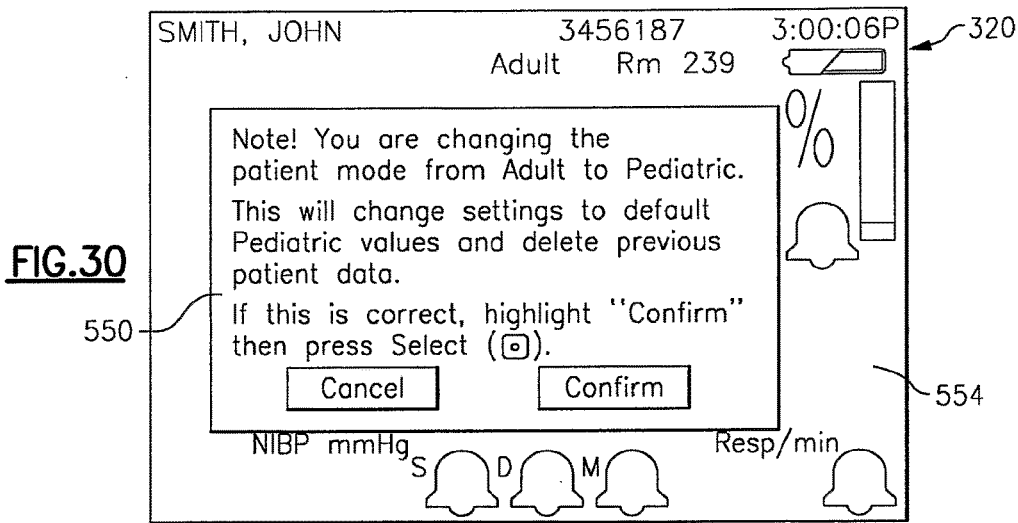 SMITH, JOHN 3456187 3:00:06P 320
Adult Rm 239
%
Note! You are changing the
patient mode from Adult to Pediatric.
This will change settings to default
Pediatric values and delete previous
patient data.
FIG.30
If this is correct, highlight "Confirm"
550
then press Select ( ).
Cancel Confirm
554
NIBP mmHg Resp/min
S D M